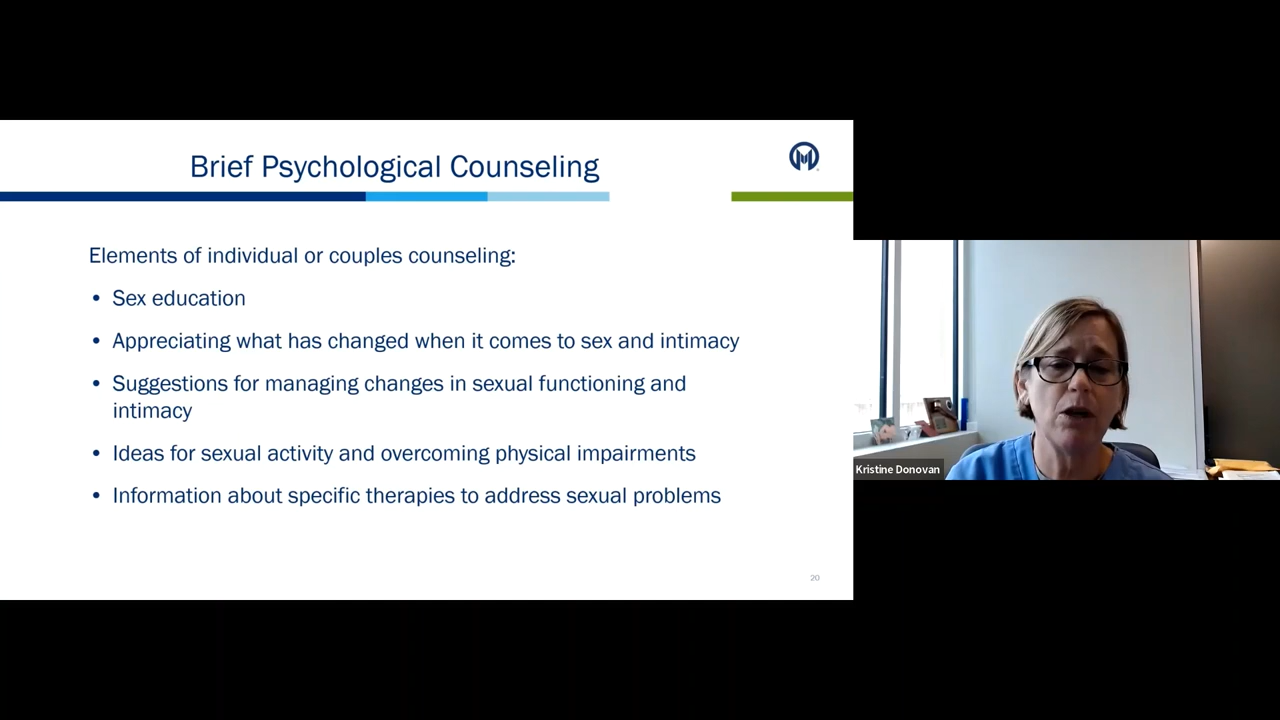 Brief Psychological Counseling
Elements of individual or couples counseling:
• Sex education
• Appreciating what has changed when it comes to sex and intimacy
• Suggestions for managing changes in sexual functioning and
intimacy
• Ideas for sexual activity and overcoming physical impairments
• Information about specific therapies to address sexual problems
20
Kristine Donovan